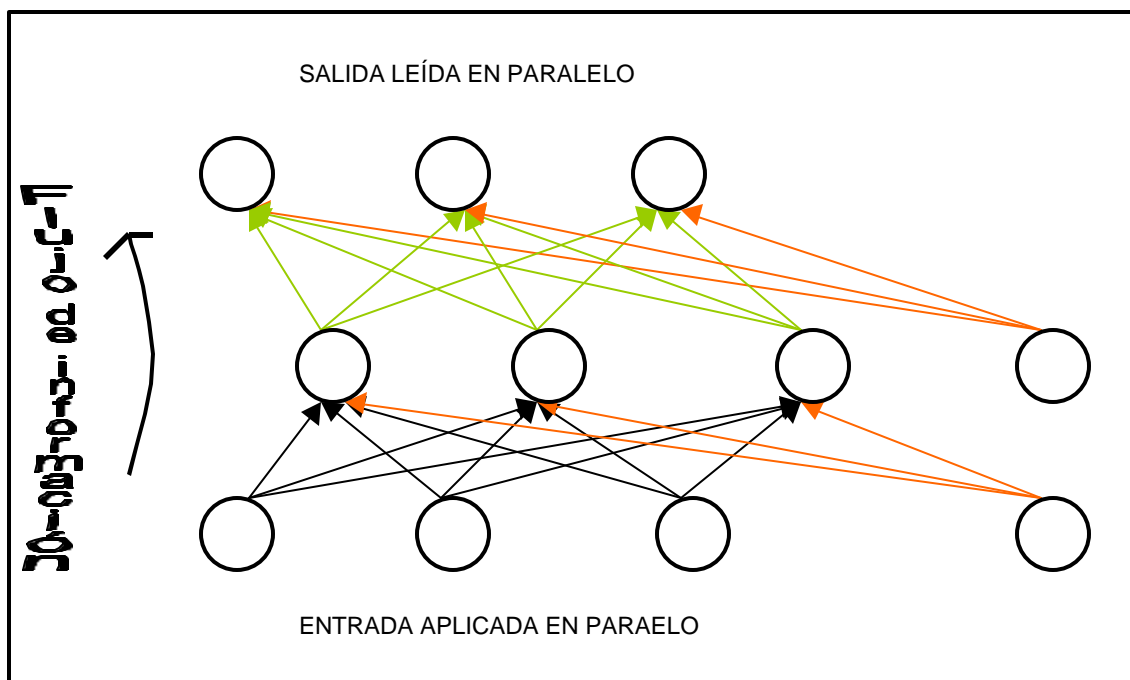 SALIDA LEÍDA EN PARALELO
Flujo de información
ENTRADA APLICADA EN PARAELO